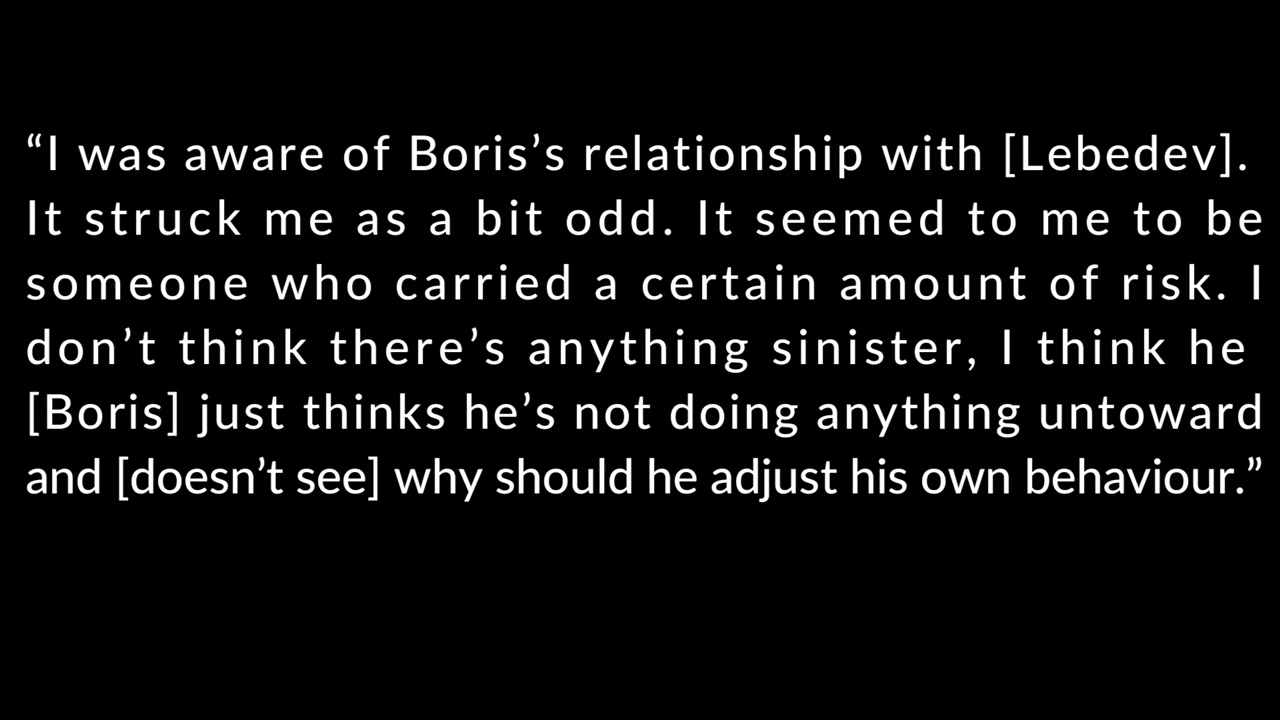 “I was aware of Boris’s relationship with [Lebedev].
It struck me as a bit odd. It seemed to me to be
someone who carried a certain amount of risk. I
don’t think there’s anything sinister, I think he
[Boris] just thinks he’s not doing anything untoward
and [doesn’t see] why should he adjust his own behaviour.”